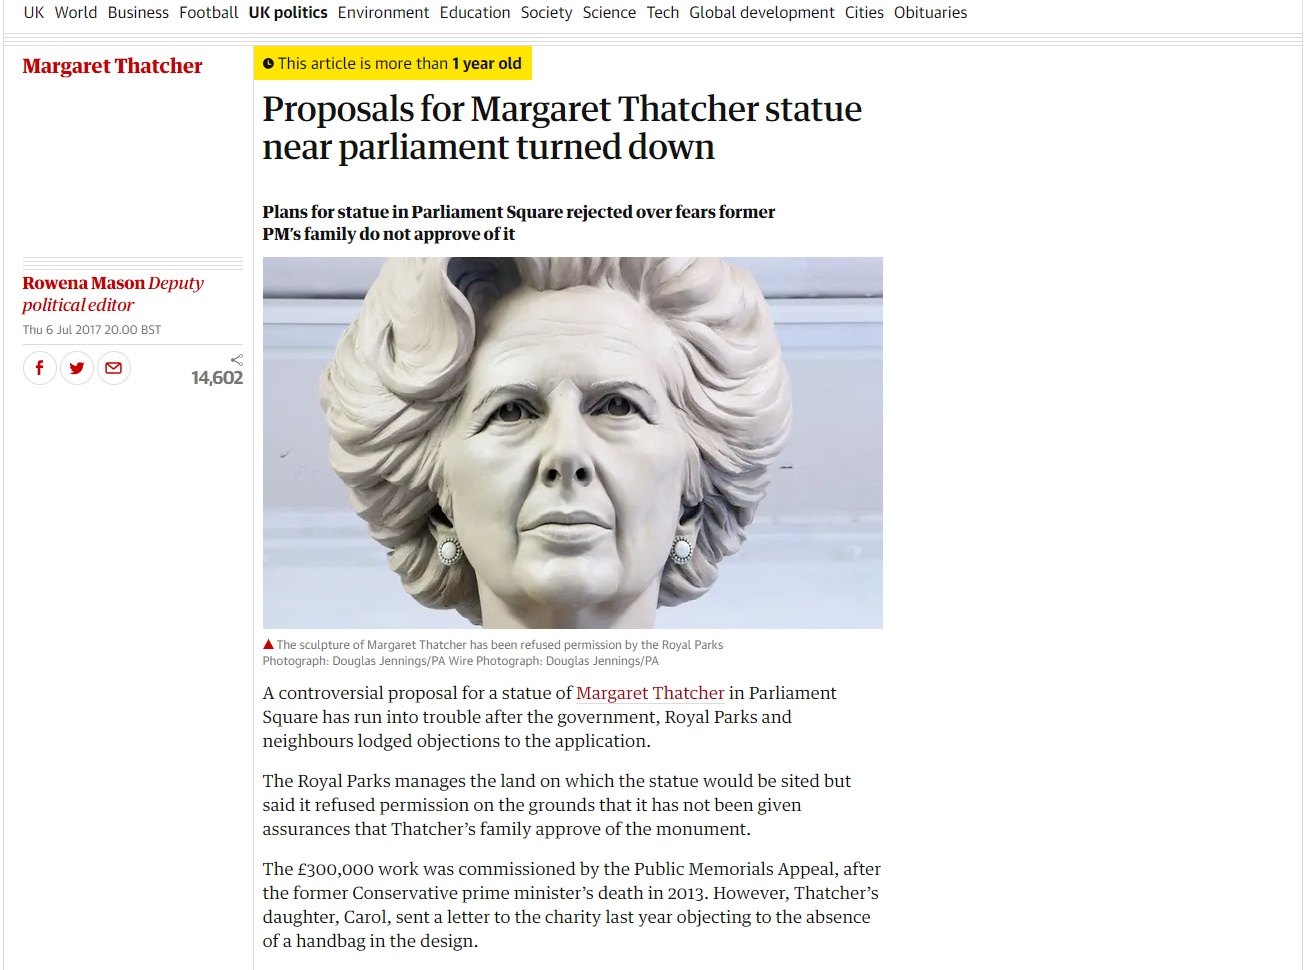 UK World Business Football UK politics Environment Education Society Science Tech Global development Cities Obituaries
Margaret Thatcher
This article is more than 1 year old
Proposals for Margaret Thatcher statue
near parliament turned down
Plans for statue in Parliament Square rejected over fears former
PM’s family do not approve of it
Rowena Mason Deputy
political editor
Thu 6 Jul 2017 20.00 BST
14,602
The sculpture of Margaret Thatcher has been refused permission by the Royal Parks
Photograph: Douglas Jennings/PA Wire Photograph: Douglas Jennings/PA
A controversial proposal for a statue of Margaret Thatcher in Parliament
Square has run into trouble after the government, Royal Parks and
neighbours lodged objections to the application.
The Royal Parks manages the land on which the statue would be sited but
said it refused permission on the grounds that it has not been given
assurances that Thatcher’s family approve of the monument.
The £300,000 work was commissioned by the Public Memorials Appeal, after
the former Conservative prime minister’s death in 2013. However, Thatcher’s
daughter, Carol, sent a letter to the charity last year objecting to the absence
of a handbag in the design.